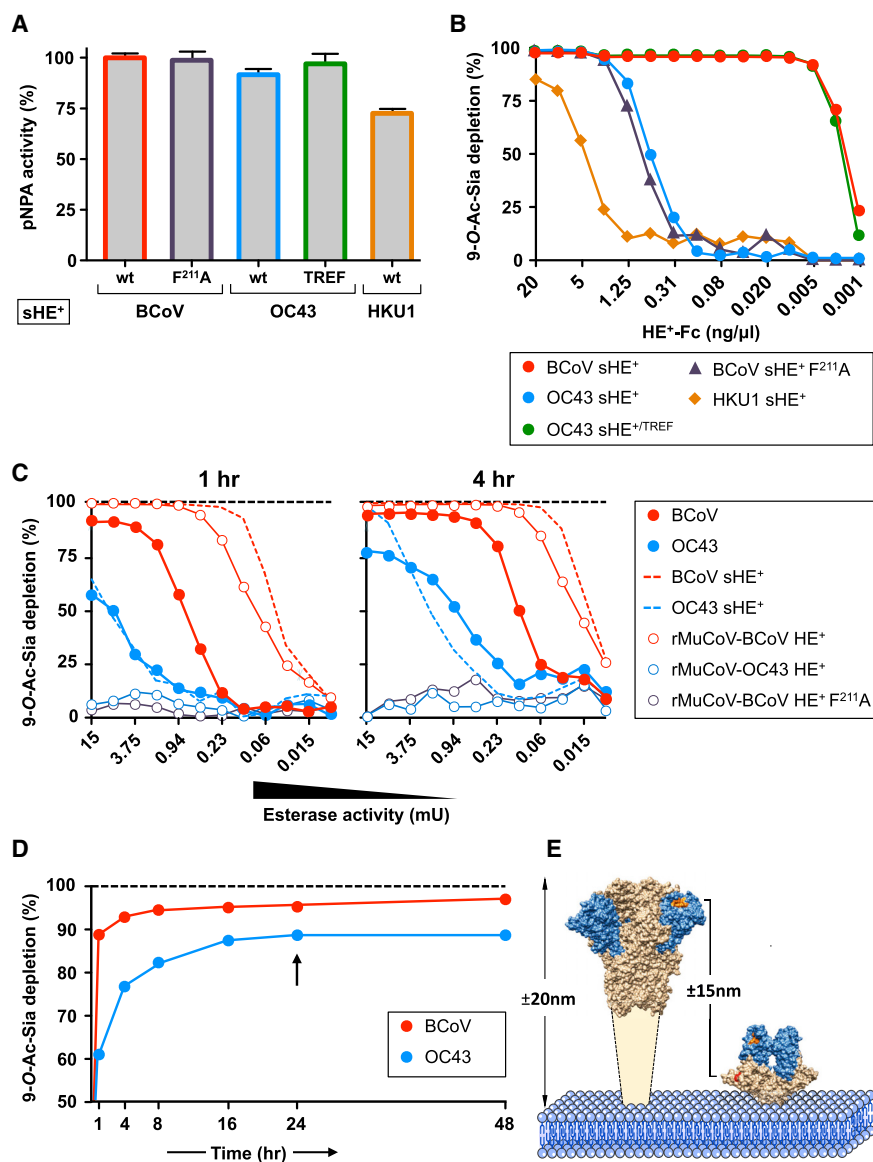 A
pNPA activity (%)
100
75
50
25
0
wt
F²¹¹A
wt
TREF
wt
sHE⁺
BCoV
OC43
HKU1
B
9-O-Ac-Sia depletion (%)
100
75
50
25
0
20
5
1.25
0.31
0.08
0.020
0.005
0.001
HE⁺-Fc (ng/µl)
BCoV sHE⁺
OC43 sHE⁺
OC43 sHE⁺/ᵀᴿᴱᶠ
BCoV sHE⁺ F²¹¹A
HKU1 sHE⁺
C
1 hr
4 hr
9-O-Ac-Sia depletion (%)
100
75
50
25
0
15
3.75
0.94
0.23
0.06
0.015
100
75
50
25
0
15
3.75
0.94
0.23
0.06
0.015
Esterase activity (mU)
BCoV
OC43
BCoV sHE⁺
OC43 sHE⁺
rMuCoV-BCoV HE⁺
rMuCoV-OC43 HE⁺
rMuCoV-BCoV HE⁺ F²¹¹A
D
9-O-Ac-Sia depletion (%)
100
90
80
70
60
50
1
4
8
16
24
48
Time (hr)
BCoV
OC43
E
±20nm
±15nm